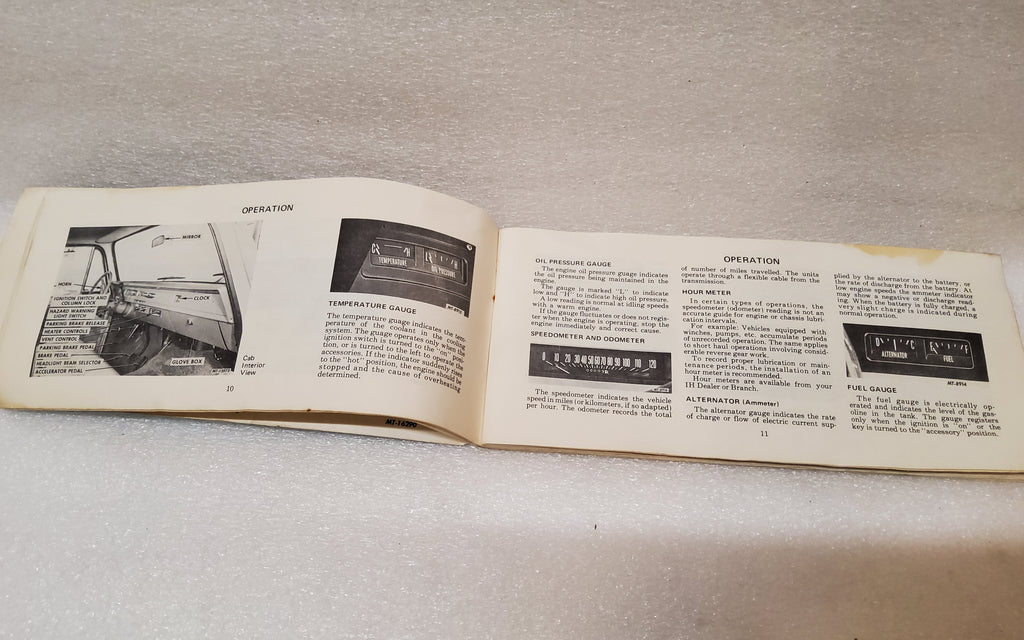 OPERATION
MIRROR
CLOCK
HORN
IGNITION SWITCH AND
COLUMN LOCK
HAZARD WARNING
LIGHT SWITCH
PARKING BRAKE RELEASE
HEATER CONTROLS
VENT CONTROL
PARKING BRAKE PEDAL
BRAKE PEDAL
HEADLIGHT BEAM SELECTOR
ACCELERATOR PEDAL
GLOVE BOX
Cab
Interior
View
10
C H
TEMPERATURE
OIL PRESSURE
TEMPERATURE GAUGE
The temperature guage indicates the
perature of the coolant in the cooling
system. The guage operates only when the
ignition switch is turned to the "on" posi-
tion, or is turned to the left to operate the
accessories. If the indicator suddenly rises
to the "hot" position, the engine should be
stopped and the cause of overheating
determined.
MT-16290
OIL PRESSURE GAUGE
The engine oil pressure guage indicates
the oil pressure being maintained in the
engine.
The gauge is marked "L" to indicate
low and "H" to indicate high oil pressure.
A low reading is normal at idling speeds
with a warm engine.
If the gauge fluctuates or does not regis-
ter when the engine is operating, stop the
engine immediately and correct cause.
SPEEDOMETER AND ODOMETER
0 10 20 30 40 50 60 70 80 90 100 110 120
The speedometer indicates the vehicle
speed in miles (or kilometers, if so adapted)
per hour. The odometer records the total
OPERATION
of number of miles travelled. The units
operate through a flexible cable from the
transmission.
HOUR METER
In certain types of operations, the
speedometer (odometer) reading is not an
accurate guide for engine or chassis lubri-
cation intervals.
For example: Vehicles equipped with
winches, pumps, etc. accumulate periods
of unrecorded operation. The same applies
to short haul operations involving consid-
erable reverse gear work.
To record proper lubrication or main-
tenance periods, the installation of an
hour meter is recommended.
Hour meters are available from your
IH Dealer or Branch.
ALTERNATOR (Ammeter)
The alternator gauge indicates the rate
of charge or flow of electric current sup-
11
plied by the alternator to the battery, or
the rate of discharge from the battery. At
low engine speeds the ammeter indicator
may show a negative or discharge read-
ing. When the battery is fully charged, a
very slight charge is indicated during
normal operation.
D C
ALTERNATOR
E F
FUEL
MT-8914
FUEL GAUGE
The fuel gauge is electrically op-
erated and indicates the level of the gas-
oline in the tank. The gauge registers
only when the ignition is "on" or the
key is turned to the "accessory" position.